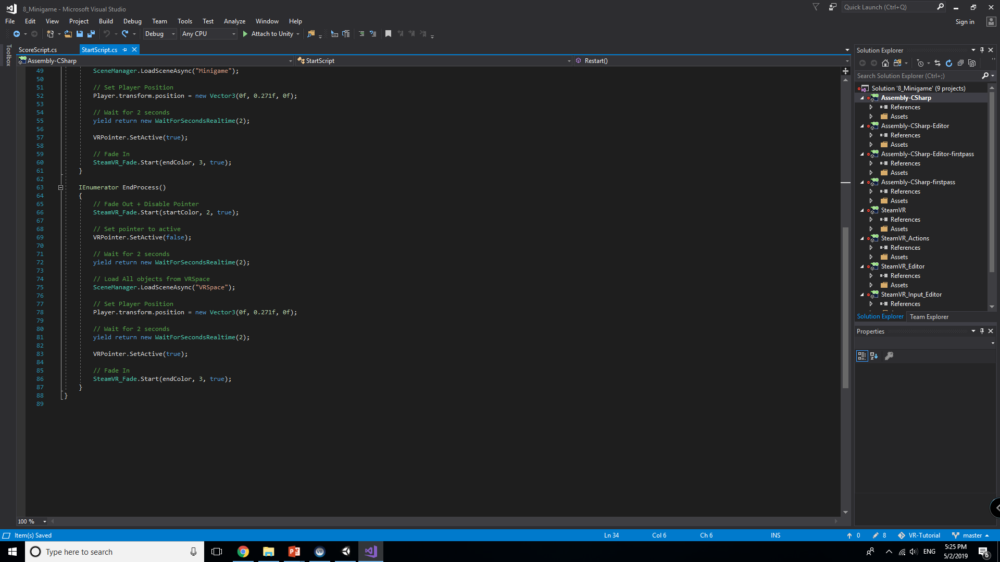 8_Minigame - Microsoft Visual Studio
Quick Launch (Ctrl+Q)
File Edit View Project Build Debug Team Tools Test Analyze Window Help
Sign in
Debug Any CPU Attach to Unity
Toolbox
ScoreScript.cs StartScript.cs
Assembly-CSharp StartScript Restart()
49 SceneManager.LoadSceneAsync("Minigame");
50
51 // Set Player Position
52 Player.transform.position = new Vector3(0f, 0.271f, 0f);
53
54 // Wait for 2 seconds
55 yield return new WaitForSecondsRealtime(2);
56
57 VRPointer.SetActive(true);
58
59 // Fade In
60 SteamVR_Fade.Start(endColor, 3, true);
61 }
62
63 IEnumerator EndProcess()
64 {
65 // Fade Out + Disable Pointer
66 SteamVR_Fade.Start(startColor, 2, true);
67
68 // Set pointer to active
69 VRPointer.SetActive(false);
70
71 // Wait for 2 seconds
72 yield return new WaitForSecondsRealtime(2);
73
74 // Load All objects from VRSpace
75 SceneManager.LoadSceneAsync("VRSpace");
76
77 // Set Player Position
78 Player.transform.position = new Vector3(0f, 0.271f, 0f);
79
80 // Wait for 2 seconds
81 yield return new WaitForSecondsRealtime(2);
82
83 VRPointer.SetActive(true);
84
85 // Fade In
86 SteamVR_Fade.Start(endColor, 3, true);
87 }
88 }
89
100 %
Solution Explorer
Search Solution Explorer (Ctrl+;)
Solution '8_Minigame' (9 projects)
Assembly-CSharp
References
Assets
Assembly-CSharp-Editor
References
Assets
Assembly-CSharp-Editor-firstpass
References
Assets
Assembly-CSharp-firstpass
References
Assets
SteamVR
References
Assets
SteamVR_Actions
References
Assets
SteamVR_Editor
References
Assets
SteamVR_Input_Editor
References
Solution Explorer Team Explorer
Properties
Item(s) Saved Ln 34 Col 6 Ch 6 INS 0 8 VR-Tutorial master
Type here to search
VR
ENG
5:25 PM
5/2/2019
6